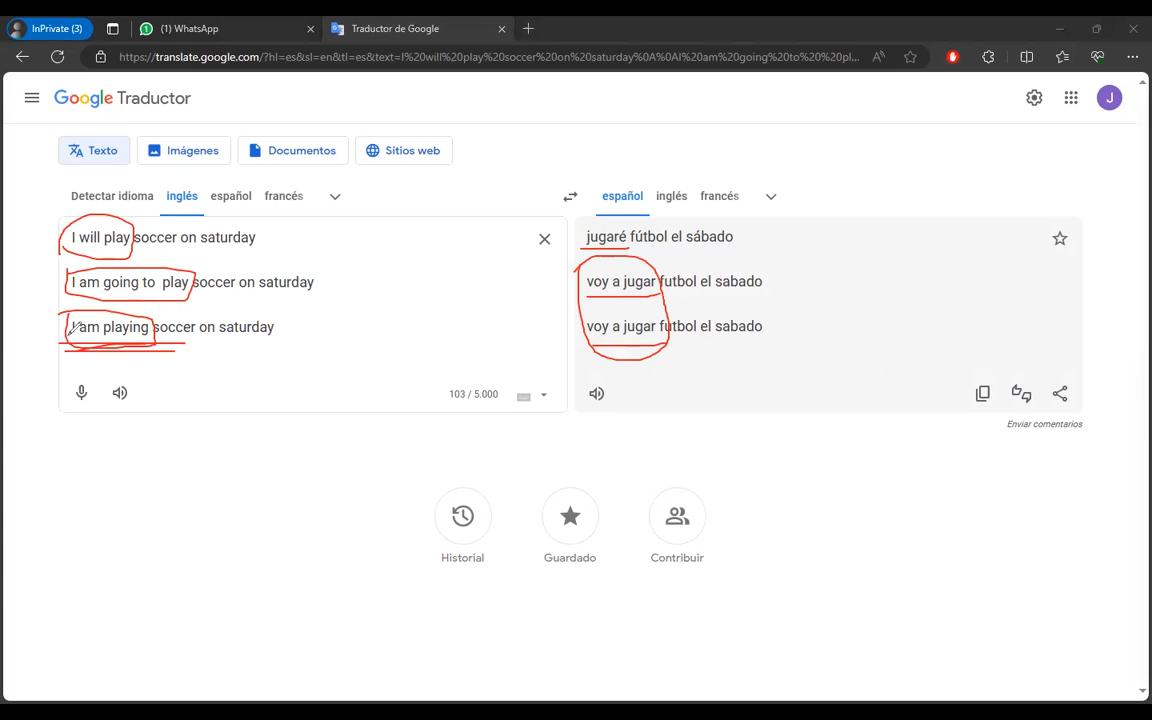 InPrivate (3)
(1) WhatsApp
Traductor de Google
https://translate.google.com/?hl=es&sl=en&tl=es&text=I%20will%20play%20soccer%20on%20saturday%0A%0AI%20am%20going%20to%20%20pl...
Google Traductor
J
Texto
Imágenes
Documentos
Sitios web
Detectar idioma inglés español francés
español inglés francés
I will play soccer on saturday
I am going to  play soccer on saturday
I am playing soccer on saturday
103 / 5.000
jugaré fútbol el sábado
voy a jugar futbol el sabado
voy a jugar futbol el sabado
Enviar comentarios
Historial
Guardado
Contribuir